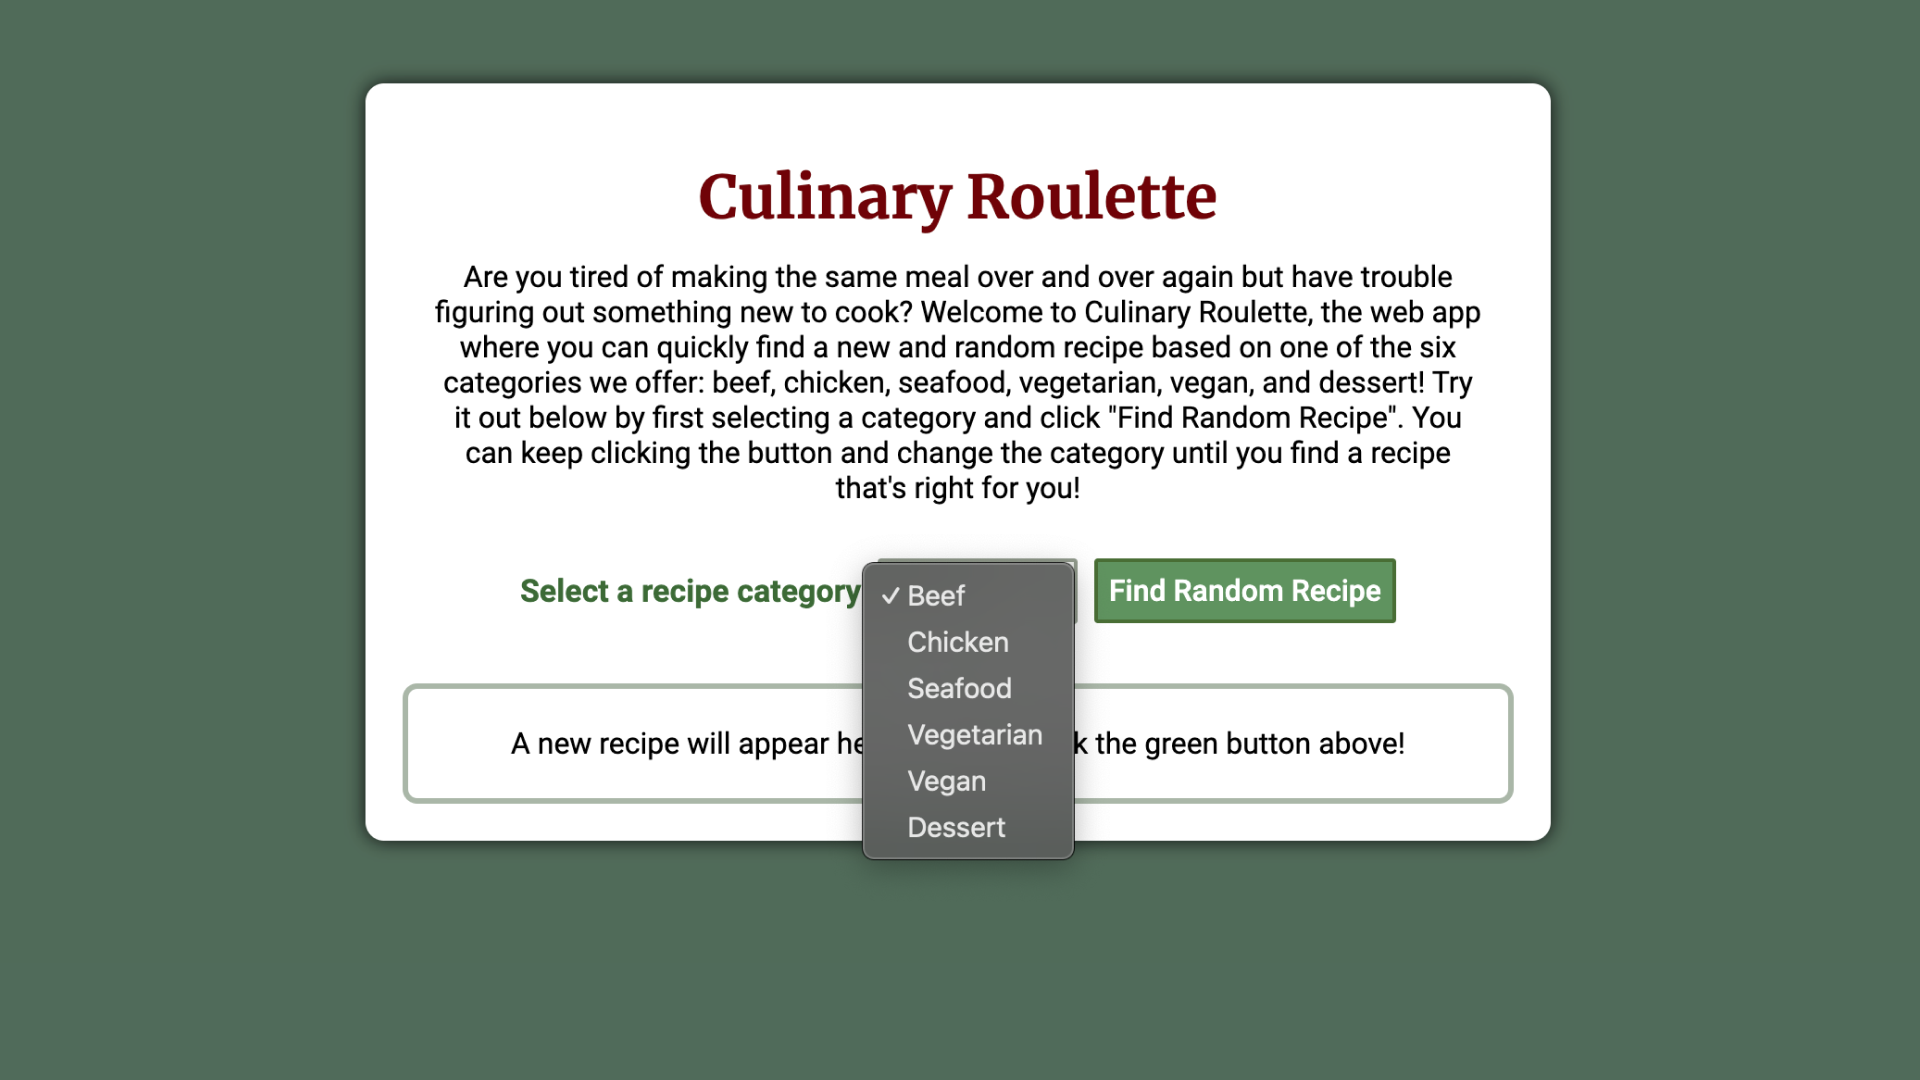 Culinary Roulette
Are you tired of making the same meal over and over again but have trouble
figuring out something new to cook? Welcome to Culinary Roulette, the web app
where you can quickly find a new and random recipe based on one of the six
categories we offer: beef, chicken, seafood, vegetarian, vegan, and dessert! Try
it out below by first selecting a category and click "Find Random Recipe". You
can keep clicking the button and change the category until you find a recipe
that's right for you!
Select a recipe category
✓ Beef
Chicken
Seafood
Vegetarian
Vegan
Dessert
Find Random Recipe
A new recipe will appear the green button above!